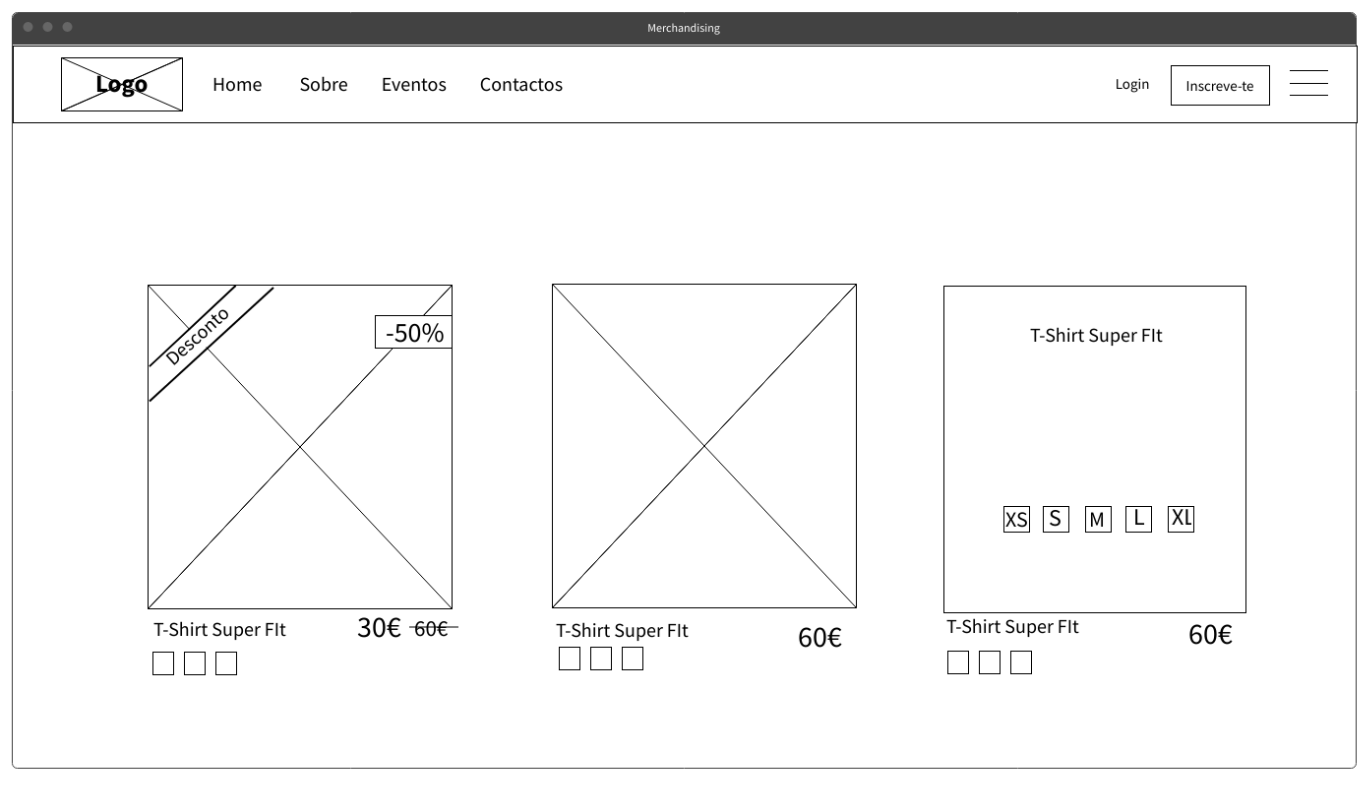 Merchandising
Logo Home Sobre Eventos Contactos Login Inscreve-te
Desconto
-50%
T-Shirt Super FIt
30€ 60€
T-Shirt Super FIt
60€
T-Shirt Super FIt
XS S M L XL
T-Shirt Super FIt
60€